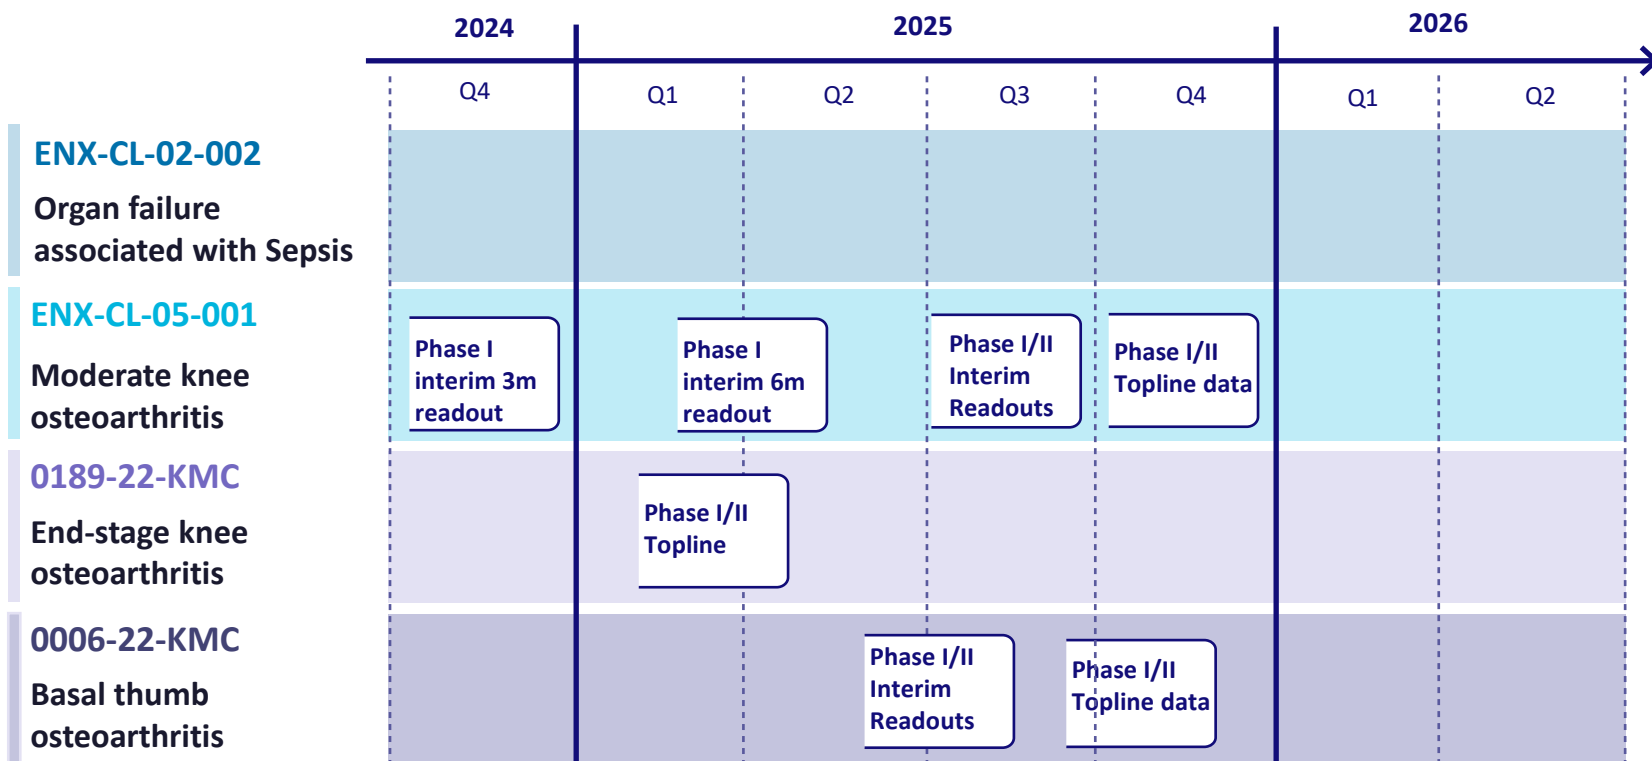 2024
2025
2026
Q4
Q1
Q2
Q3
Q4
Q1
Q2
ENX-CL-02-002
Organ failure
associated with Sepsis
ENX-CL-05-001
Moderate knee
osteoarthritis
Phase I
interim 3m
readout
Phase I
interim 6m
readout
Phase I/II
Interim
Readouts
Phase I/II
Topline data
0189-22-KMC
End-stage knee
osteoarthritis
Phase I/II
Topline
0006-22-KMC
Basal thumb
osteoarthritis
Phase I/II
Interim
Readouts
Phase I/II
Topline data